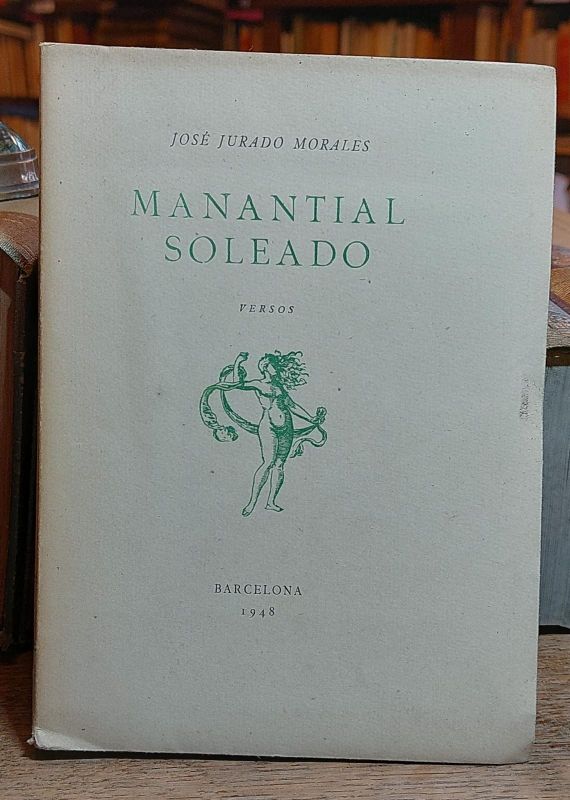 JOSÉ JURADO MORALES
MANANTIAL
SOLEADO
VERSOS
BARCELONA
1948